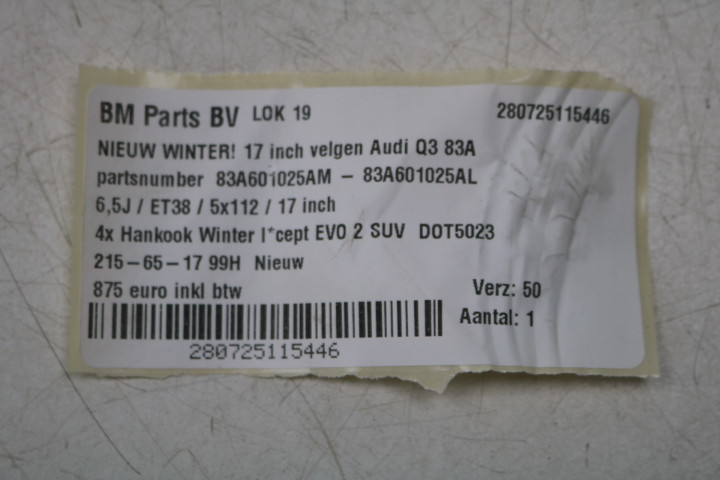 BM Parts BV LOK 19 280725115446
NIEUW WINTER! 17 inch velgen Audi Q3 83A
partsnumber 83A601025AM - 83A601025AL
6,5J / ET38 / 5x112 / 17 inch
4x Hankook Winter I*cept EVO 2 SUV DOT5023
215-65-17 99H Nieuw
875 euro inkl btw Verz: 50
Aantal: 1
280725115446